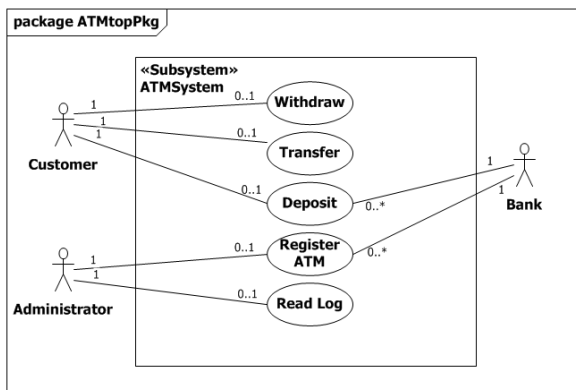 package ATMtopPkg
«Subsystem»
ATMSystem
1
0..1
Withdraw
1
0..1
Transfer
1
Customer
0..1
Deposit
0..*
1
Bank
1
Register
ATM
0..1
0..*
1
1
0..1
Read Log
Administrator